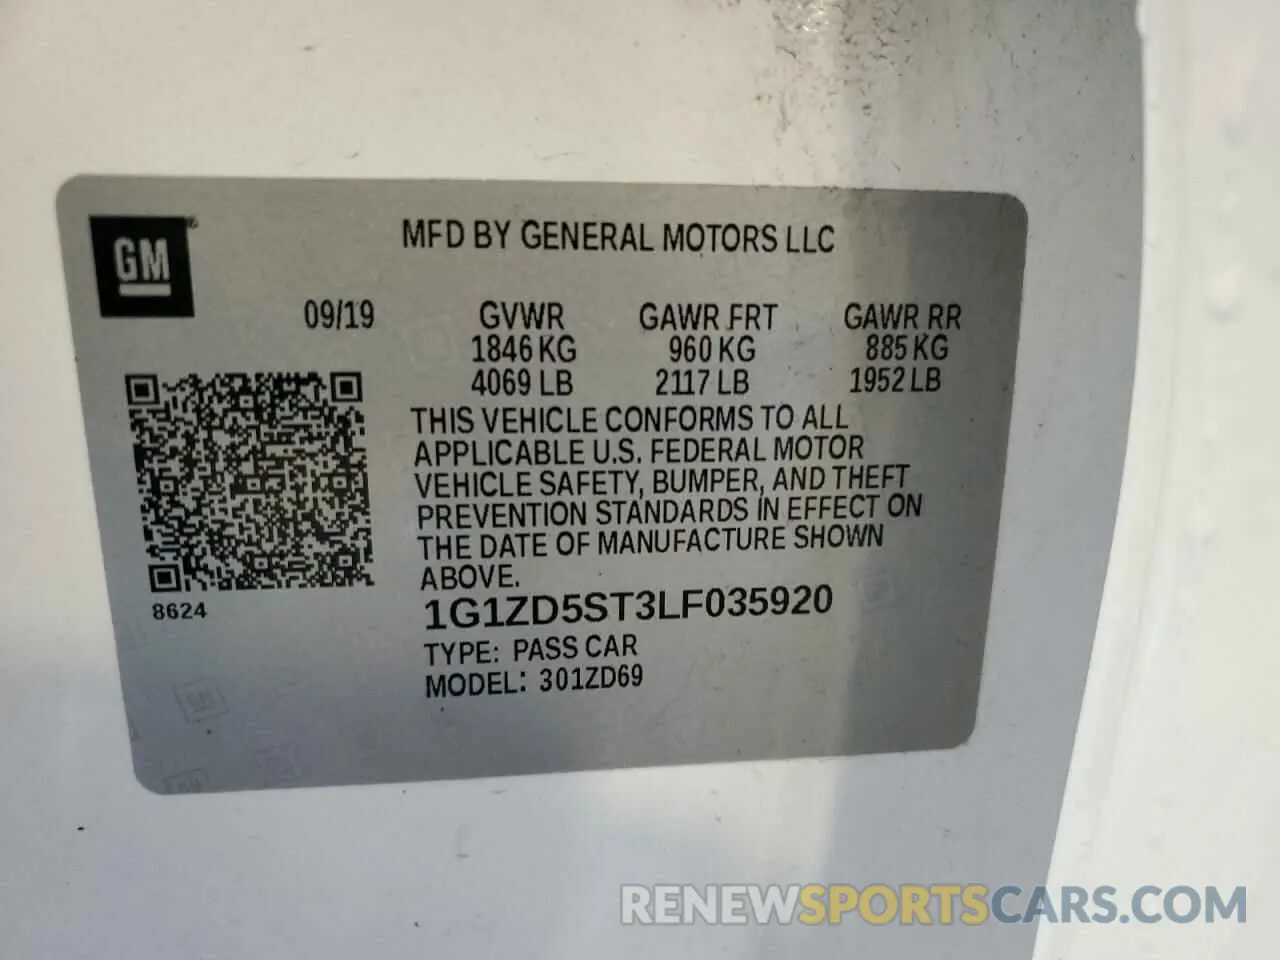 GM®
MFD BY GENERAL MOTORS LLC
09/19 GVWR GAWR FRT GAWR RR
1846 KG 960 KG 885 KG
4069 LB 2117 LB 1952 LB
THIS VEHICLE CONFORMS TO ALL
APPLICABLE U.S. FEDERAL MOTOR
VEHICLE SAFETY, BUMPER, AND THEFT
PREVENTION STANDARDS IN EFFECT ON
THE DATE OF MANUFACTURE SHOWN
ABOVE.
8624
1G1ZD5ST3LF035920
TYPE: PASS CAR
MODEL: 301ZD69
GM
GM
RENEWSPORTSCARS.COM